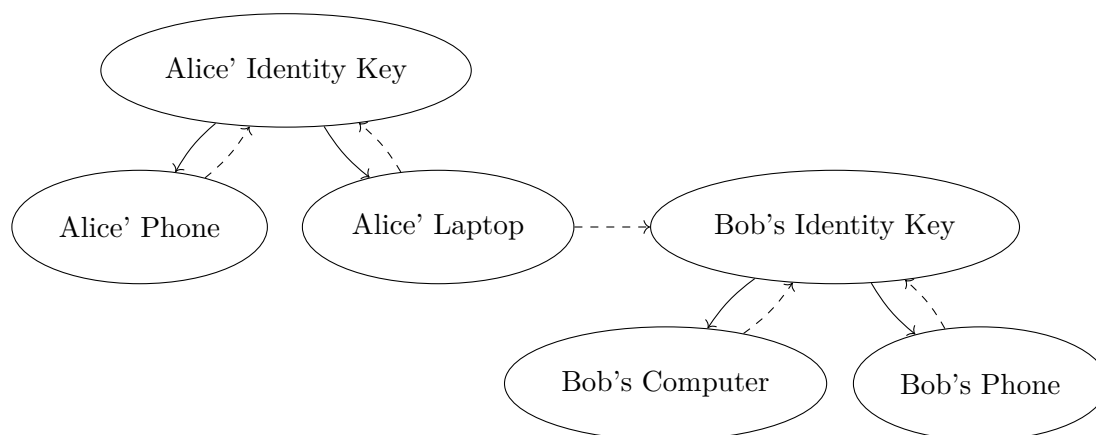 Alice' Identity Key
Alice' Phone
Alice' Laptop
Bob's Identity Key
Bob's Computer
Bob's Phone